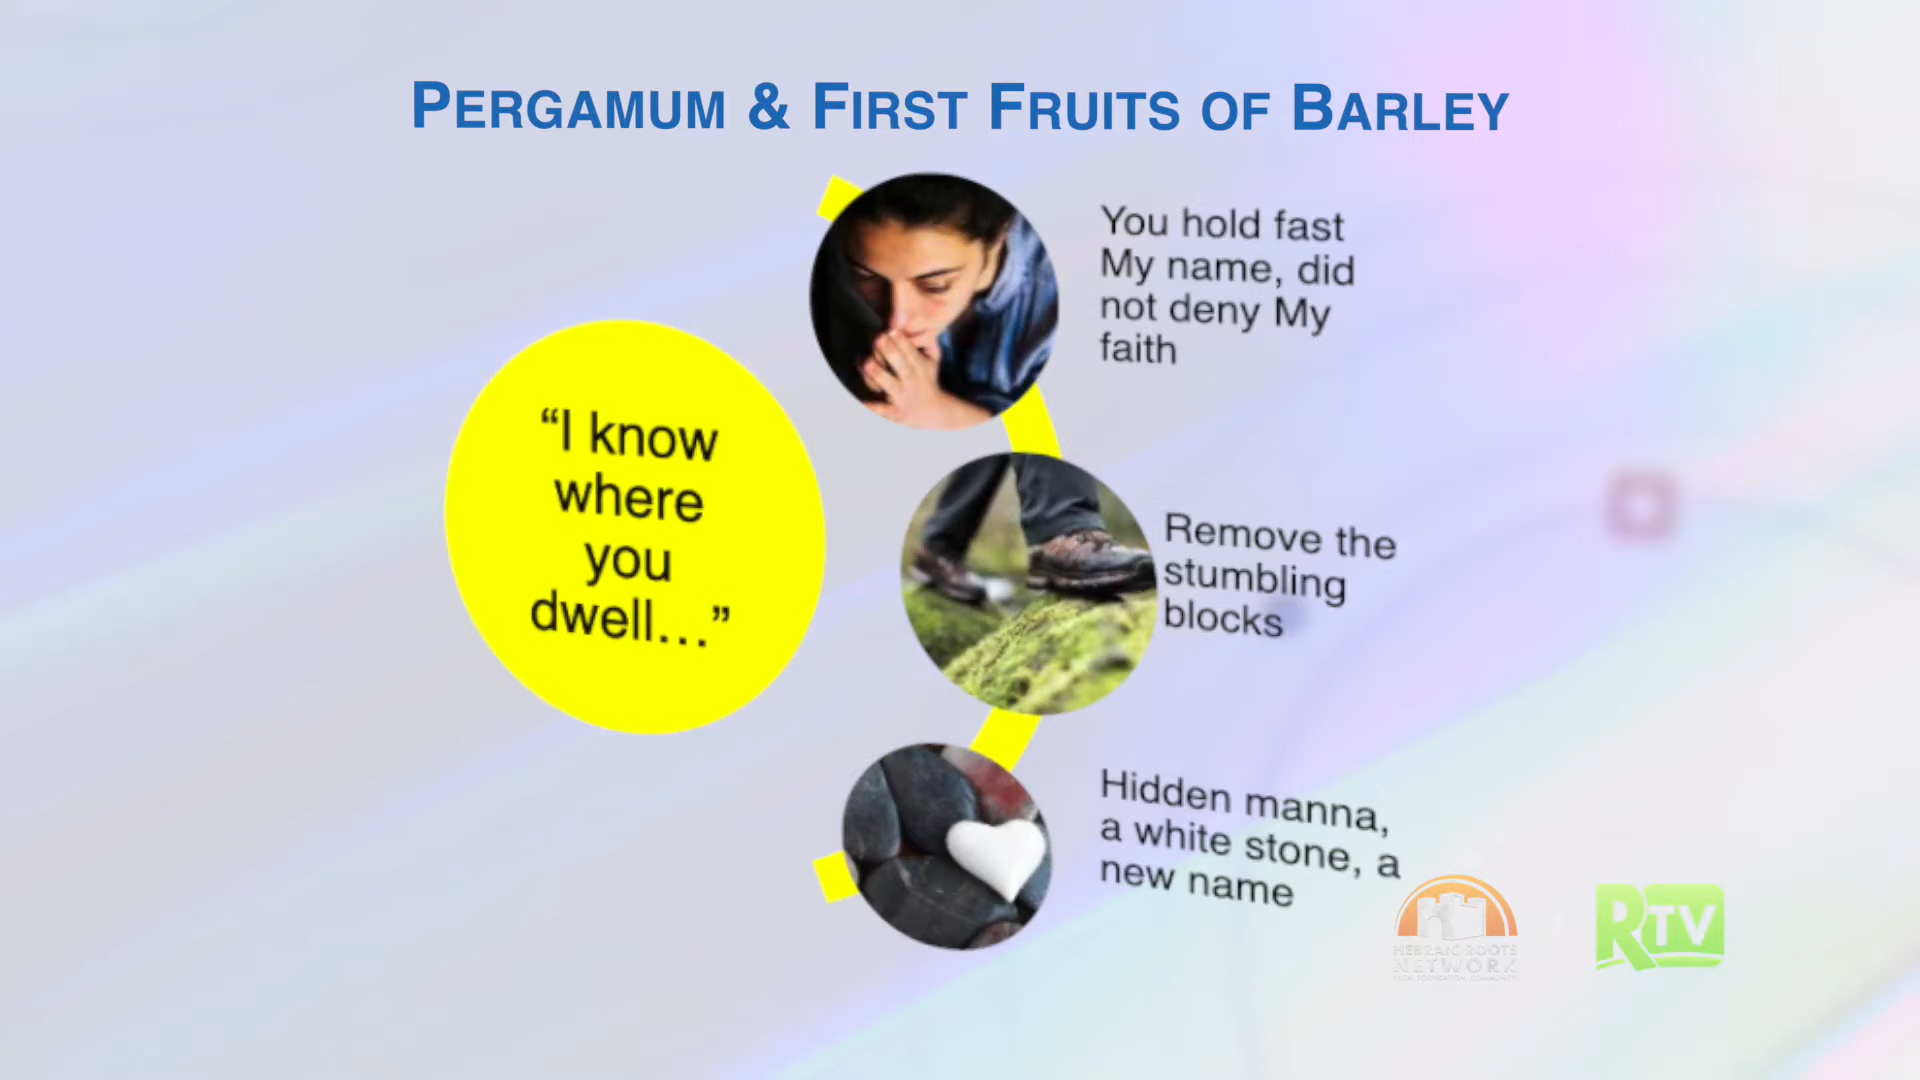 PERGAMUM & FIRST FRUITS OF BARLEY
“I know
where
you
dwell…”
You hold fast
My name, did
not deny My
faith
Remove the
stumbling
blocks
Hidden manna,
a white stone, a
new name
HEBRAIC ROOTS
NETWORK
RTV